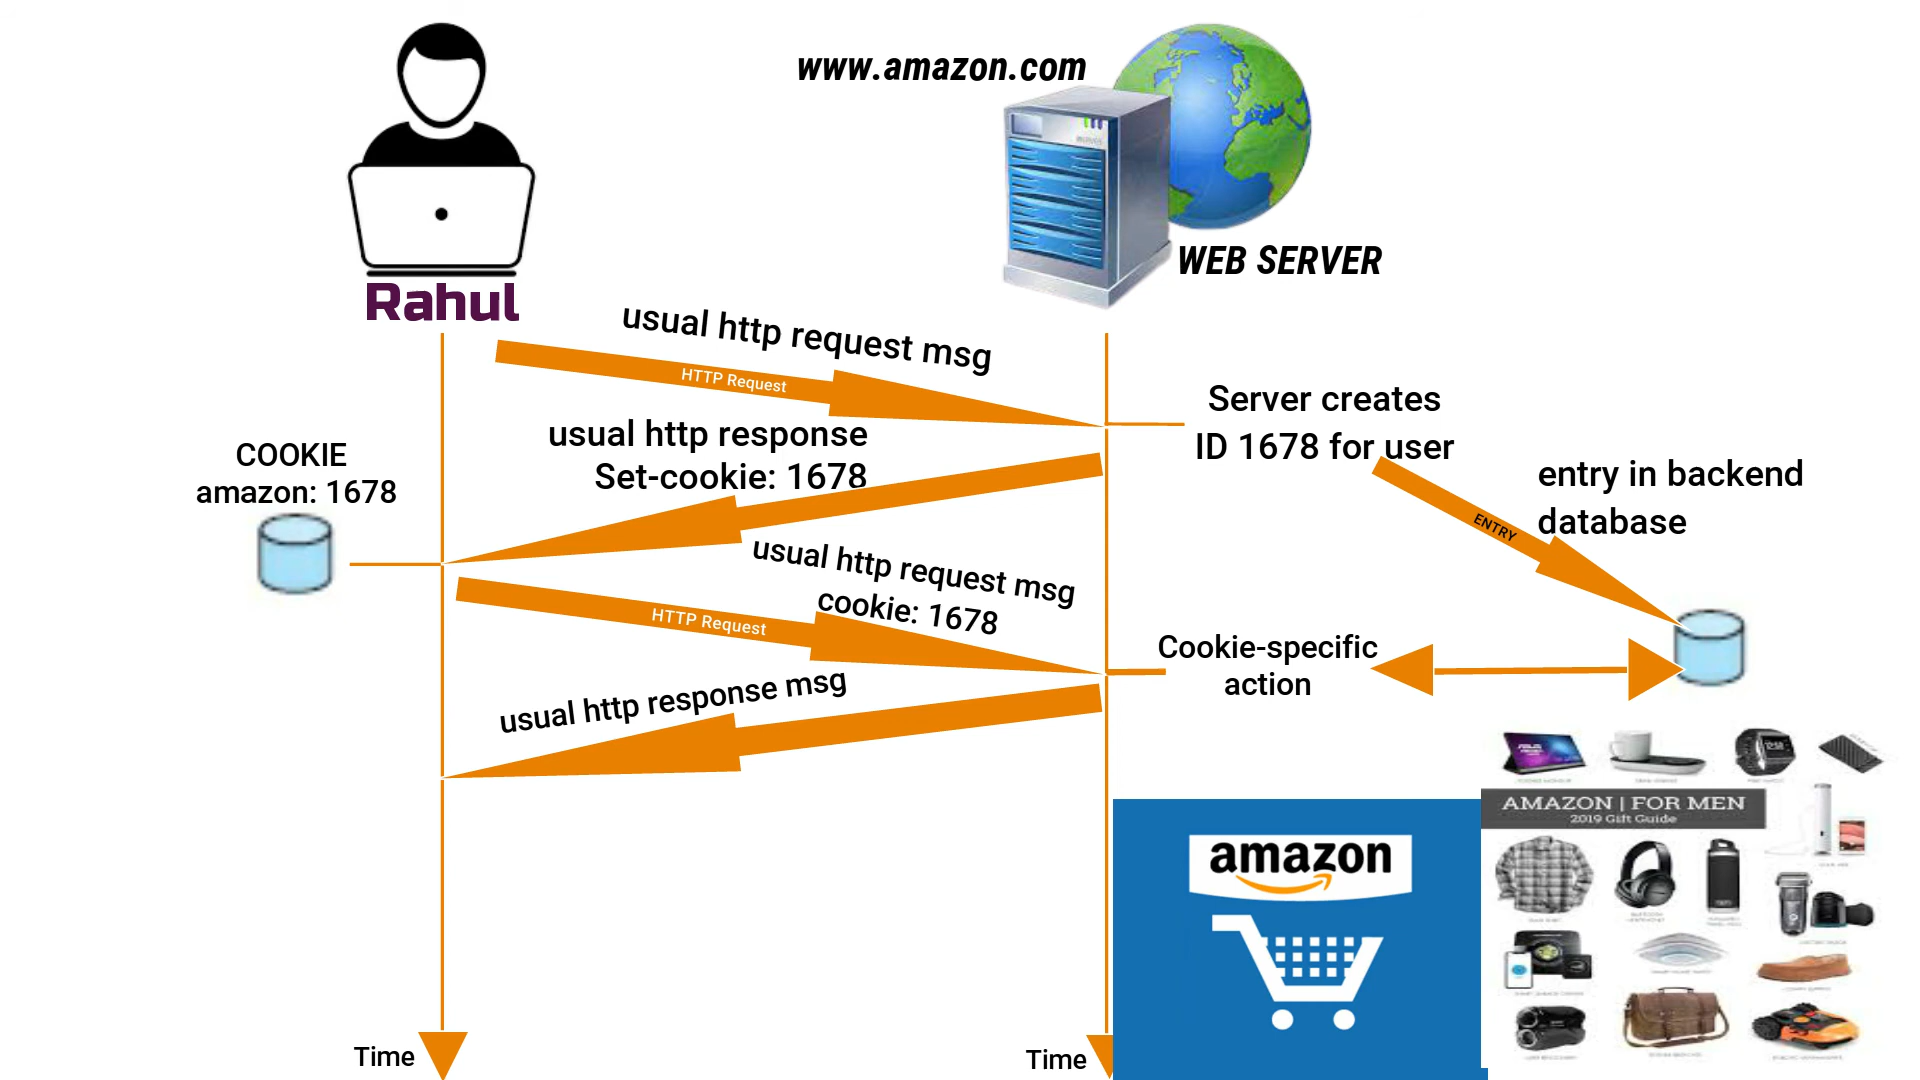 www.amazon.com
WEB SERVER
Rahul
usual http request msg
HTTP Request
Server creates
ID 1678 for user
usual http response
Set-cookie: 1678
COOKIE
amazon: 1678
entry in backend
database
ENTRY
usual http request msg
cookie: 1678
HTTP Request
Cookie-specific
action
usual http response msg
AMAZON | FOR MEN
2019 Gift Guide
amazon
Time
Time